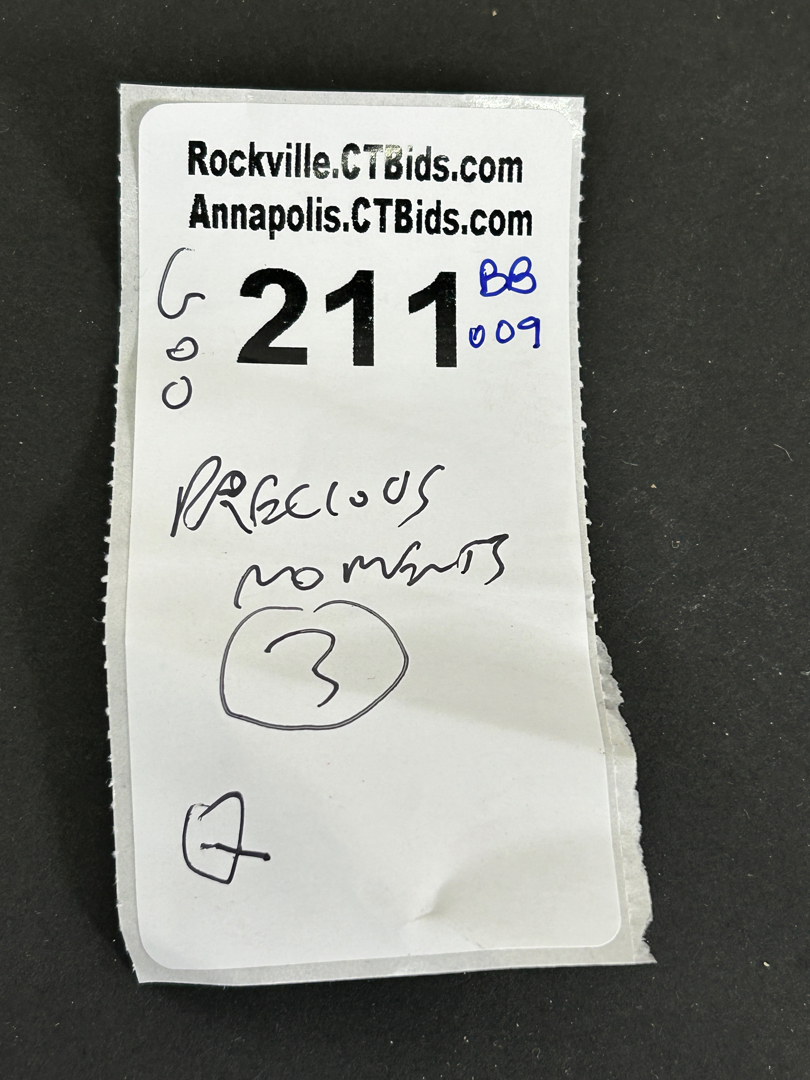 Rockville.CTBids.com
Annapolis.CTBids.com
211
BB
009
G
o
o
PRECIOUS
MOMENTS
3